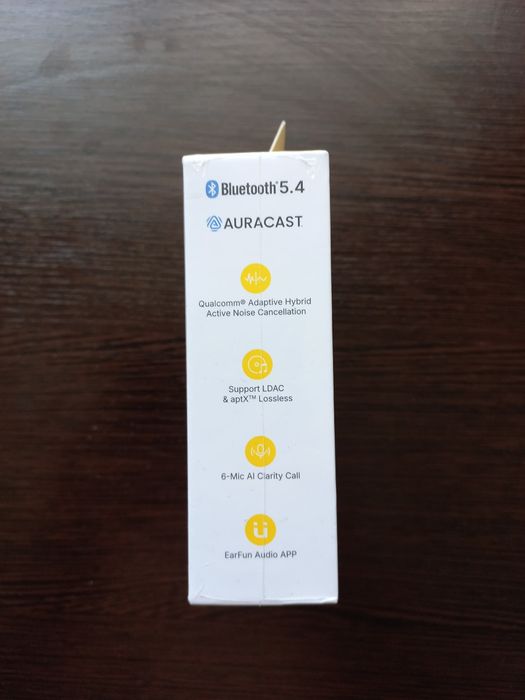 Bluetooth® 5.4
AURACAST™
Qualcomm® Adaptive Hybrid
Active Noise Cancellation
Support LDAC
& aptX™ Lossless
6-Mic AI Clarity Call
ü
EarFun Audio APP